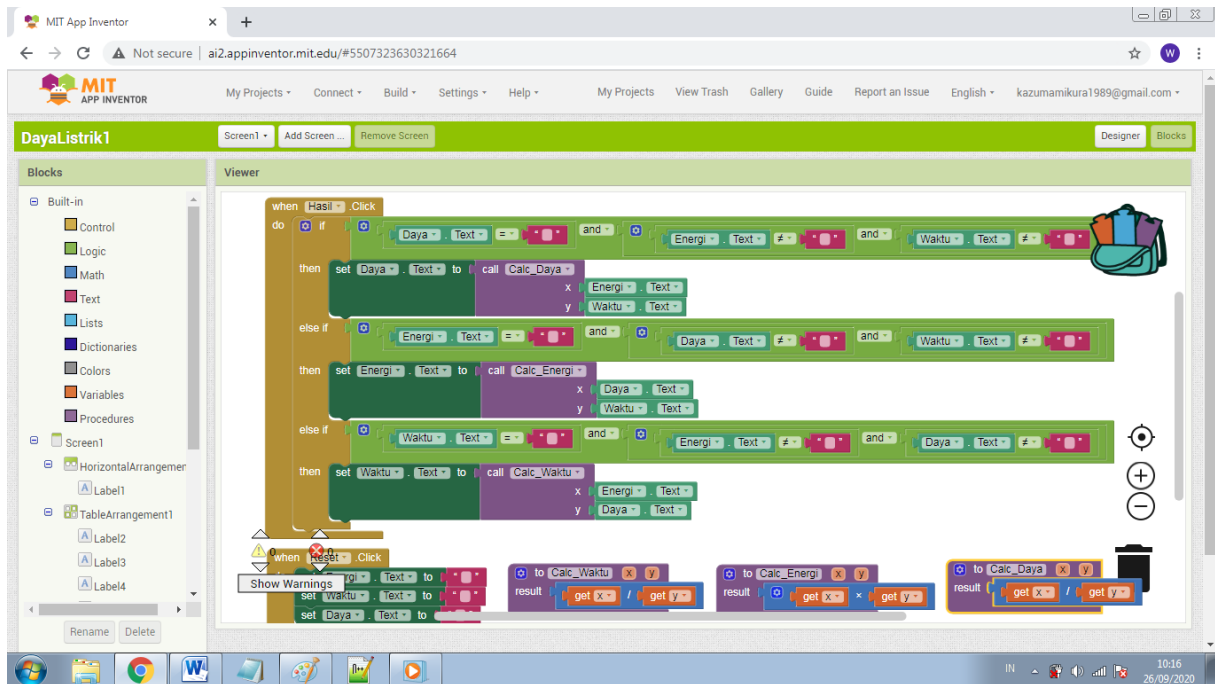 MIT App Inventor
Not secure | ai2.appinventor.mit.edu/#5507323630321664
W
MIT
APP INVENTOR
My Projects Connect Build Settings Help My Projects View Trash Gallery Guide Report an Issue English kazumamikura1989@gmail.com
DayaListrik1 Screen1 Add Screen ... Remove Screen Designer Blocks
Blocks Viewer
Built-in
Control
Logic
Math
Text
Lists
Dictionaries
Colors
Variables
Procedures
Screen1
HorizontalArrangemen
Label1
TableArrangement1
Label2
Label3
Label4
Rename Delete
when Hasil .Click
do if Daya . Text = " " and Energi . Text ≠ " " and Waktu . Text ≠ " "
then set Daya . Text to call Calc_Daya
x Energi . Text
y Waktu . Text
else if Energi . Text = " " and Daya . Text ≠ " " and Waktu . Text ≠ " "
then set Energi . Text to call Calc_Energi
x Daya . Text
y Waktu . Text
else if Waktu . Text = " " and Energi . Text ≠ " " and Daya . Text ≠ " "
then set Waktu . Text to call Calc_Waktu
x Energi . Text
y Daya . Text
0 0
Show Warnings
when Reset .Click
. Text to " "
set Waktu . Text to " "
set Daya . Text to
to Calc_Waktu x y
result get x / get y
to Calc_Energi x y
result get x × get y
to Calc_Daya x y
result get x / get y
IN 10:16
26/09/2020